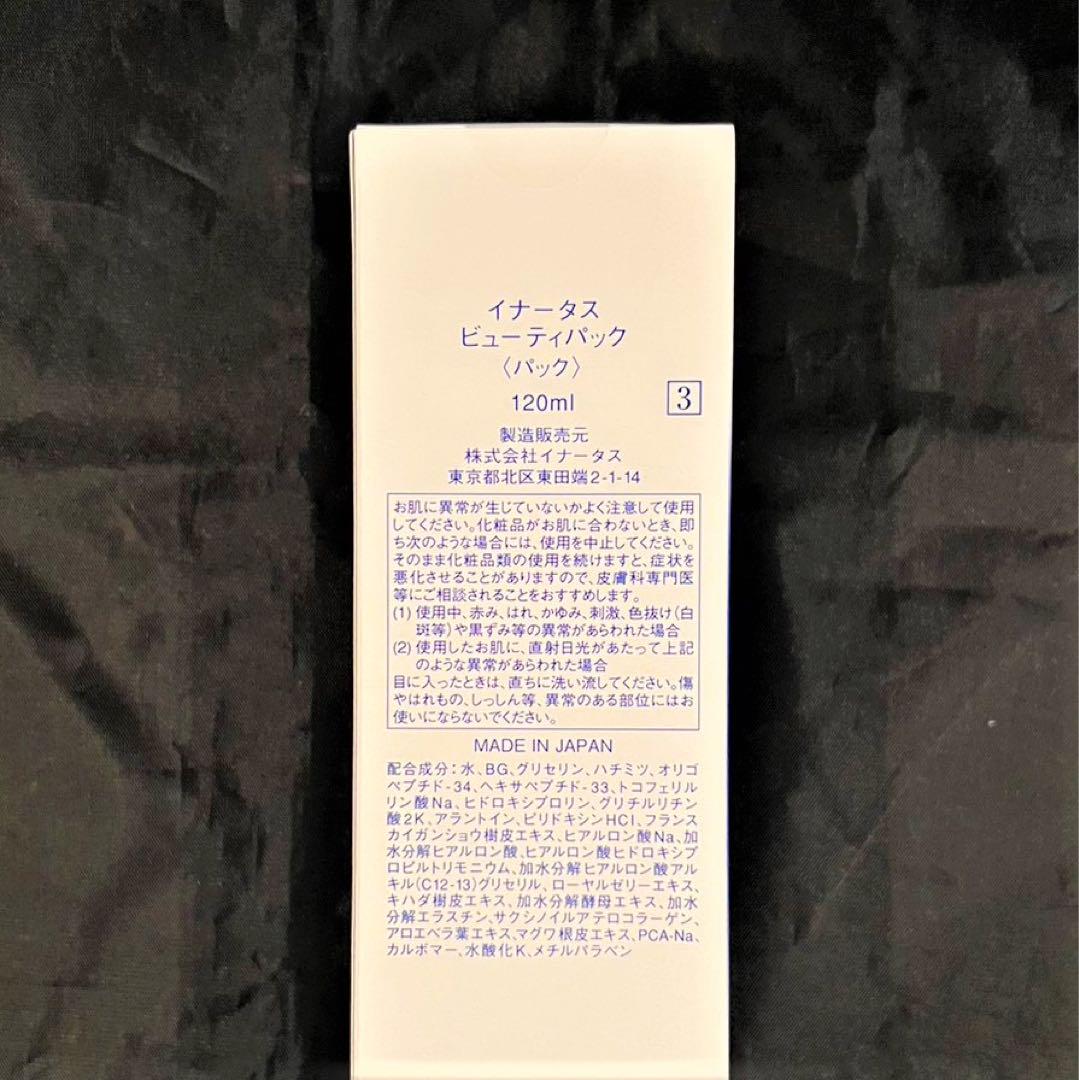 イナータス
ビューティパック
〈パック〉
120ml
3
製造販売元
株式会社イナータス
東京都北区東田端2-1-14
お肌に異常が生じていないかよく注意して使用
してください。化粧品がお肌に合わないとき、即
ち次のような場合には、使用を中止してください。
そのまま化粧品類の使用を続けますと、症状を
悪化させることがありますので、皮膚科専門医
等にご相談されることをおすすめします。
(1) 使用中、赤み、はれ、かゆみ、刺激、色抜け(白
斑等)や黒ずみ等の異常があらわれた場合
(2) 使用したお肌に、直射日光があたって上記
のような異常があらわれた場合
目に入ったときは、直ちに洗い流してください。傷
やはれもの、しっしん等、異常のある部位にはお
使いにならないでください。
MADE IN JAPAN
配合成分：水、BG、グリセリン、ハチミツ、オリゴ
ペプチド-34、ヘキサペプチド-33、トコフェリル
リン酸Na、ヒドロキシプロリン、グリチルリチン
酸2K、アラントイン、ピリドキシンHCl、フランス
カイガンショウ樹皮エキス、ヒアルロン酸Na、加
水分解ヒアルロン酸、ヒアルロン酸ヒドロキシプ
ロピルトリモニウム、加水分解ヒアルロン酸アル
キル(C12-13)グリセリル、ローヤルゼリーエキス、
キハダ樹皮エキス、加水分解酵母エキス、加水
分解エラスチン、サクシノイルアテロコラーゲン、
アロエベラ葉エキス、マグワ根皮エキス、PCA-Na、
カルボマー、水酸化K、メチルパラベン